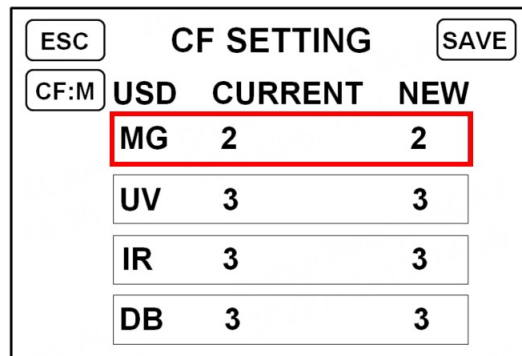 ESC CF SETTING SAVE
CF:M USD CURRENT NEW
MG 2 2
UV 3 3
IR 3 3
DB 3 3